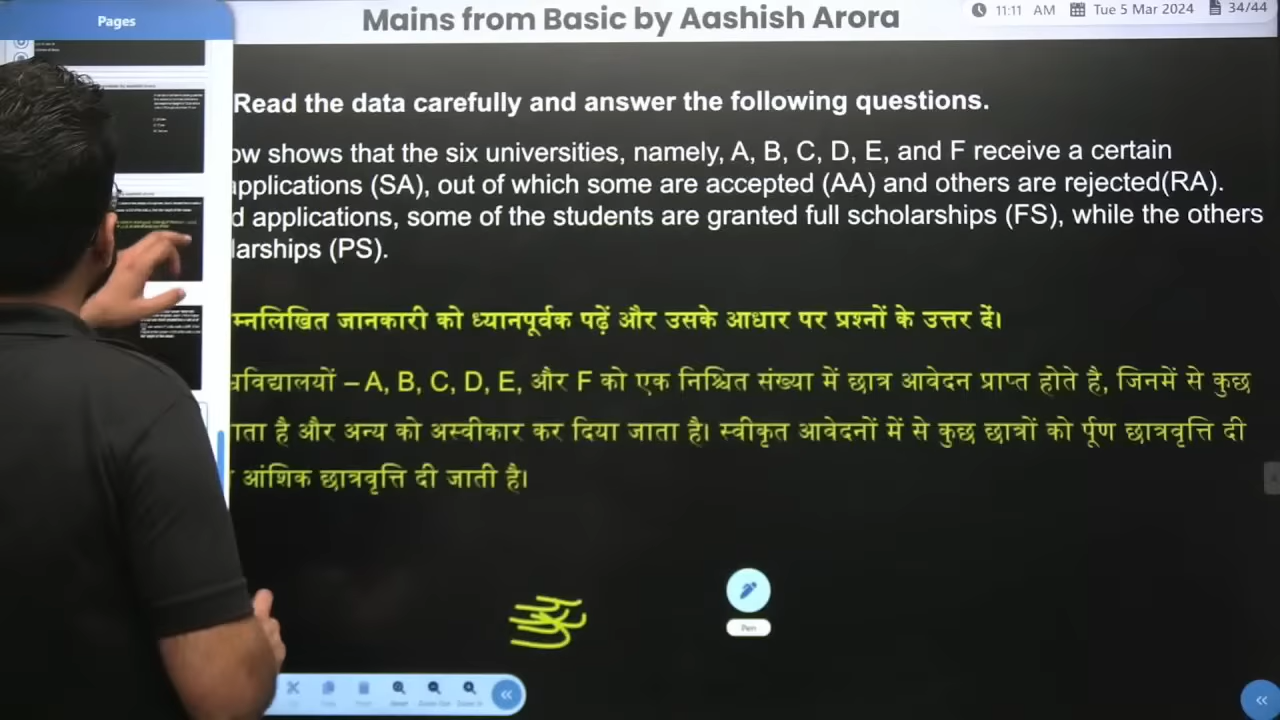 Pages
Mains from Basic by Aashish Arora
11:11 AM Tue 5 Mar 2024 34/44
Read the data carefully and answer the following questions.
ow shows that the six universities, namely, A, B, C, D, E, and F receive a certain
applications (SA), out of which some are accepted (AA) and others are rejected(RA).
d applications, some of the students are granted full scholarships (FS), while the others
larships (PS).
म्नलिखित जानकारी को ध्यानपूर्वक पढ़ें और उसके आधार पर प्रश्नों के उत्तर दें।
श्वविद्यालयों – A, B, C, D, E, और F को एक निश्चित संख्या में छात्र आवेदन प्राप्त होते है, जिनमें से कुछ
ाता है और अन्य को अस्वीकार कर दिया जाता है। स्वीकृत आवेदनों में से कुछ छात्रों को र्पूण छात्रवृत्ति दी
आंशिक छात्रवृत्ति दी जाती है।
Pen